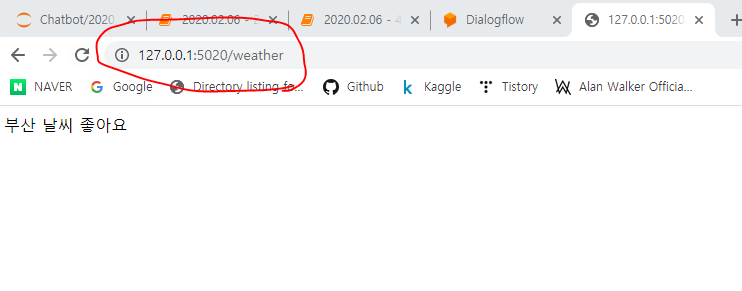 Chatbot/2020
2020.02.06 - 2
2020.02.06 - 4
Dialogflow
127.0.0.1:5020
127.0.0.1:5020/weather
NAVER
Google
Directory listing fo...
Github
Kaggle
Tistory
Alan Walker Officia...
부산 날씨 좋아요